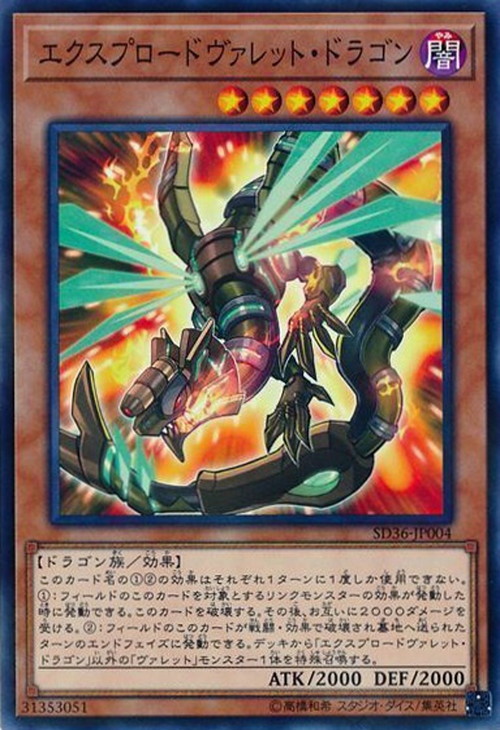 エクスプロードヴァレット・ドラゴン
闇
SD36-JP004
【ドラゴン族／効果】
このカード名の①②の効果はそれぞれ１ターンに１度しか使用できない。
①：フィールドのこのカードを対象とするリンクモンスターの効果が発動した
時に発動できる。このカードを破壊する。その後、お互いに２０００ダメージを
受ける。②：フィールドのこのカードが戦闘・効果で破壊され墓地へ送られた
ターンのエンドフェイズに発動できる。デッキから「エクスプロードヴァレット・
ドラゴン」以外の「ヴァレット」モンスター１体を特殊召喚する。
ATK/2000 DEF/2000
31353051 ©高橋和希 スタジオ・ダイス/集英社